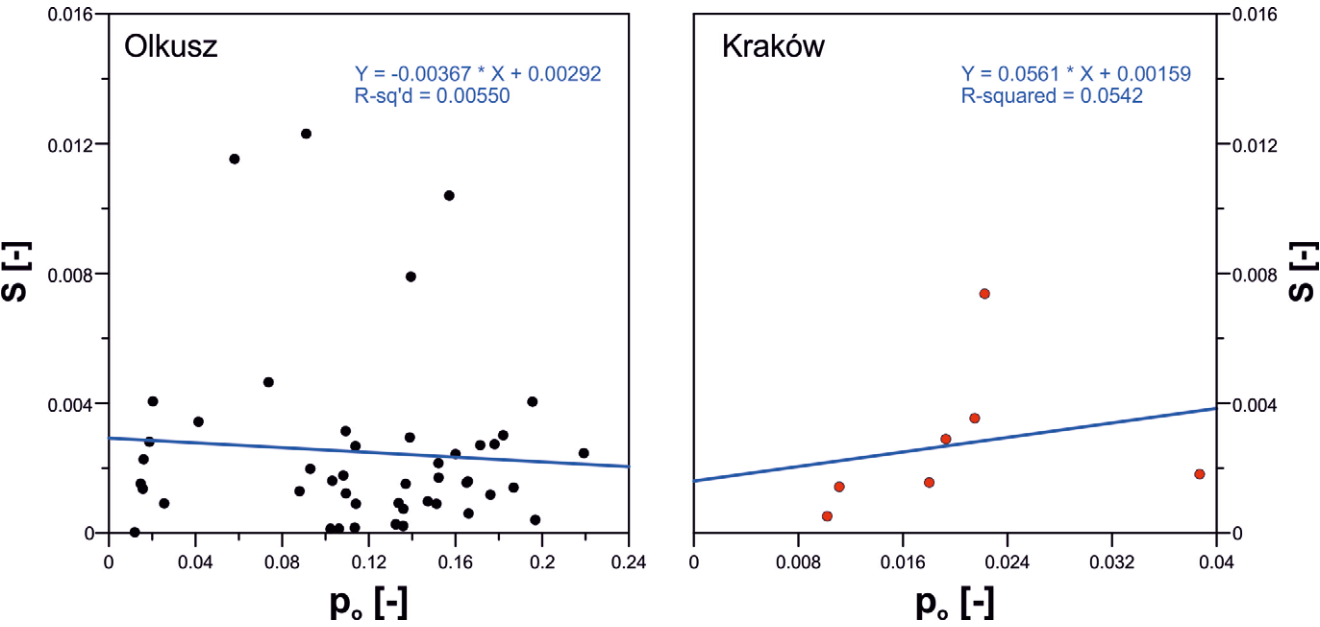 Olkusz
Y = -0.00367 * X + 0.00292
R-sq'd = 0.00550
S [-]
0.016
0.012
0.008
0.004
0
0 0.04 0.08 0.12 0.16 0.2 0.24
pₒ [-]
Kraków
Y = 0.0561 * X + 0.00159
R-squared = 0.0542
0.016
0.012
0.008
0.004
0
S [-]
0 0.008 0.016 0.024 0.032 0.04
pₒ [-]